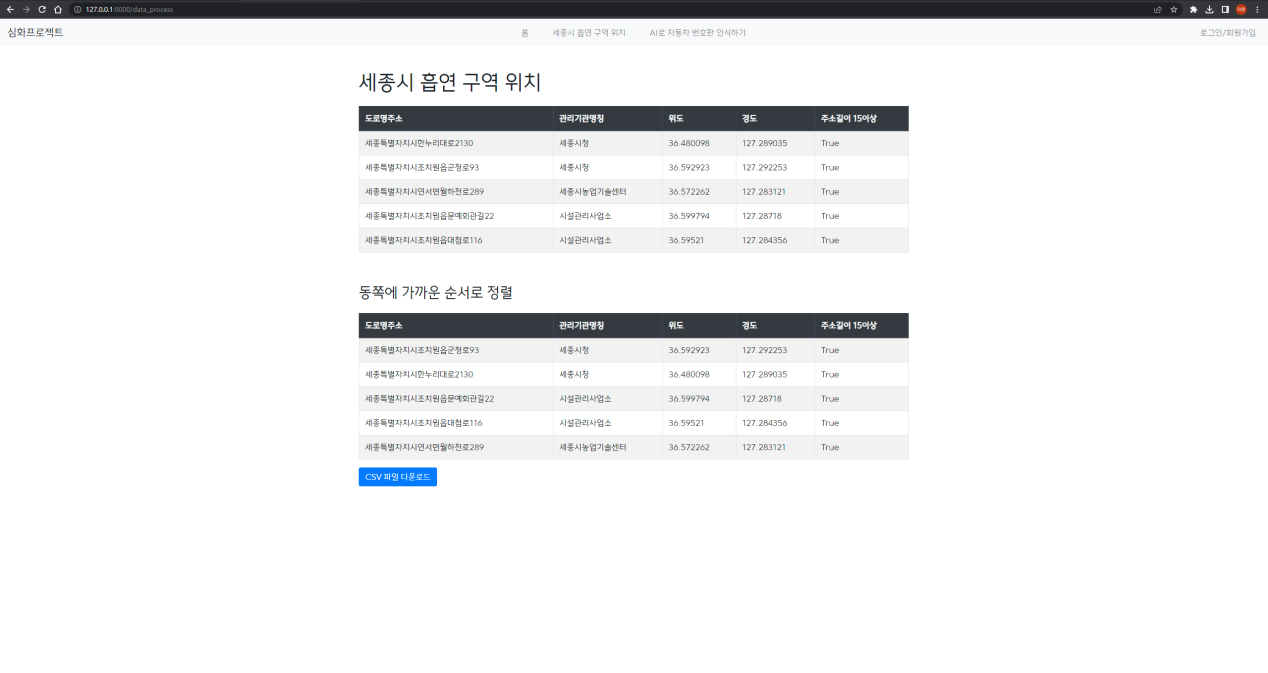 127.0.0.1:8000/data_process
심화프로젝트 홈 세종시 흡연 구역 위치 AI로 자동차 번호판 인식하기 로그인/회원가입
세종시 흡연 구역 위치
도로명주소 관리기관명칭 위도 경도 주소길이 15이상
세종특별자치시한누리대로2130 세종시청 36.480098 127.289035 True
세종특별자치시조치원읍군청로93 세종시청 36.592923 127.292253 True
세종특별자치시연서면월하천로289 세종시농업기술센터 36.572262 127.283121 True
세종특별자치시조치원읍문예회관길22 시설관리사업소 36.599794 127.28718 True
세종특별자치시조치원읍대첩로116 시설관리사업소 36.59521 127.284356 True
동쪽에 가까운 순서로 정렬
도로명주소 관리기관명칭 위도 경도 주소길이 15이상
세종특별자치시조치원읍군청로93 세종시청 36.592923 127.292253 True
세종특별자치시한누리대로2130 세종시청 36.480098 127.289035 True
세종특별자치시조치원읍문예회관길22 시설관리사업소 36.599794 127.28718 True
세종특별자치시조치원읍대첩로116 시설관리사업소 36.59521 127.284356 True
세종특별자치시연서면월하천로289 세종시농업기술센터 36.572262 127.283121 True
CSV 파일 다운로드